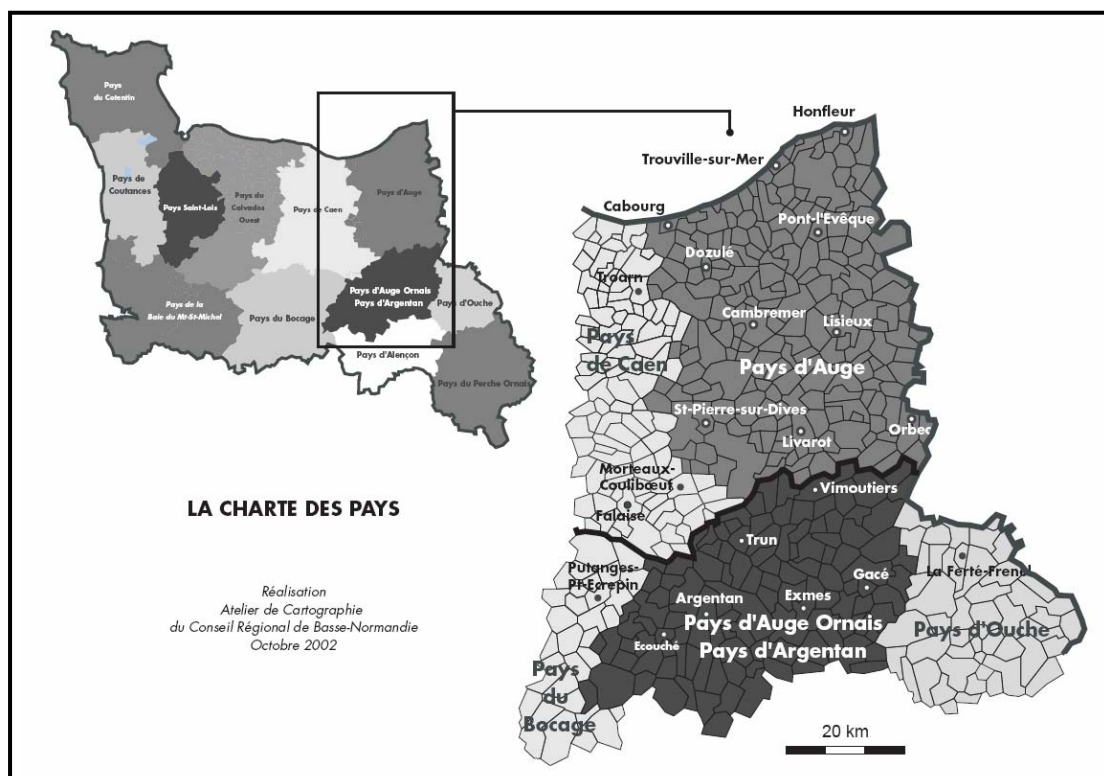 Pays
du Cotentin
Pays de
Coutances
Pays Saint-Lois
Pays du
Calvados
Ouest
Pays de Caen
Pays d'Auge
Pays d'Auge Ornais
Pays d'Argentan
Pays d'Ouche
Pays de la
Baie du Mt-St-Michel
Pays du Bocage
Pays d'Alençon
Pays du Perche Ornais
LA CHARTE DES PAYS
Réalisation
Atelier de Cartographie
du Conseil Régional de Basse-Normandie
Octobre 2002
Honfleur
Trouville-sur-Mer
Cabourg
Pont-l'Evêque
Dozulé
Troarn
Cambremer
Lisieux
Pays
de Caen
Pays d'Auge
St-Pierre-sur-Dives
Livarot
Orbec
Morteaux-
Coulibœuf
Vimoutiers
Falaise
Trun
Putanges-
Pt-Ecrepin
La Ferté-Frenel
Gacé
Argentan
Exmes
Pays d'Auge Ornais
Pays d'Argentan
Pays d'Ouche
Ecouché
Pays
du
Bocage
20 km